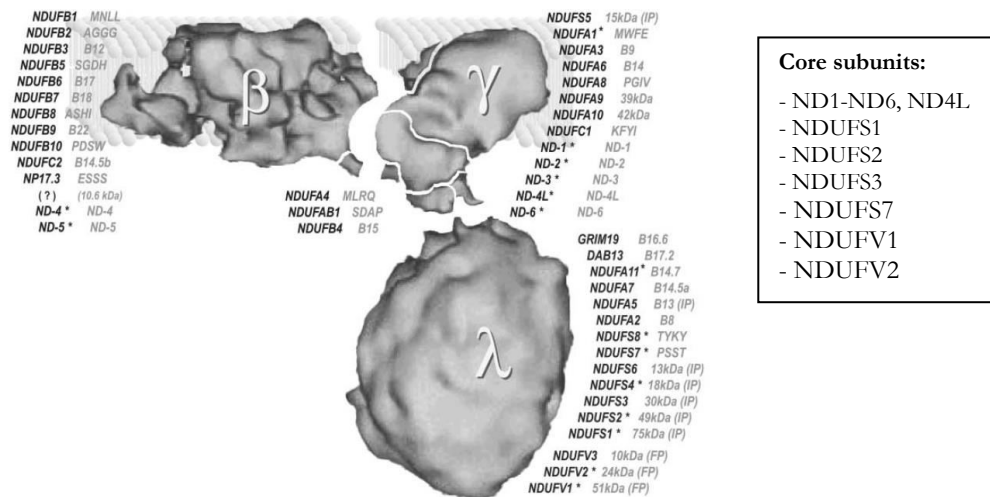 NDUFB1 MNLL
NDUFB2 AGGG
NDUFB3 B12
NDUFB5 SGDH
NDUFB6 B17
NDUFB7 B18
NDUFB8 ASHI
NDUFB9 B22
NDUFB10 PDSW
NDUFC2 B14.5b
NP17.3 ESSS
(?) (10.6 kDa)
ND-4 * ND-4
ND-5 * ND-5
β
NDUFA4 MLRQ
NDUFAB1 SDAP
NDUFB4 B15
γ
NDUFS5 15kDa (IP)
NDUFA1 * MWFE
NDUFA3 B9
NDUFA6 B14
NDUFA8 PGIV
NDUFA9 39kDa
NDUFA10 42kDa
NDUFC1 KFYI
ND-1 * ND-1
ND-2 * ND-2
ND-3 * ND-3
ND-4L * ND-4L
ND-6 * ND-6
λ
GRIM19 B16.6
DAB13 B17.2
NDUFA11 * B14.7
NDUFA7 B14.5a
NDUFA5 B13 (IP)
NDUFA2 B8
NDUFS8 * TYKY
NDUFS7 * PSST
NDUFS6 13kDa (IP)
NDUFS4 * 18kDa (IP)
NDUFS3 30kDa (IP)
NDUFS2 * 49kDa (IP)
NDUFS1 * 75kDa (IP)
NDUFV3 10kDa (FP)
NDUFV2 * 24kDa (FP)
NDUFV1 * 51kDa (FP)
Core subunits:
- ND1-ND6, ND4L
- NDUFS1
- NDUFS2
- NDUFS3
- NDUFS7
- NDUFV1
- NDUFV2